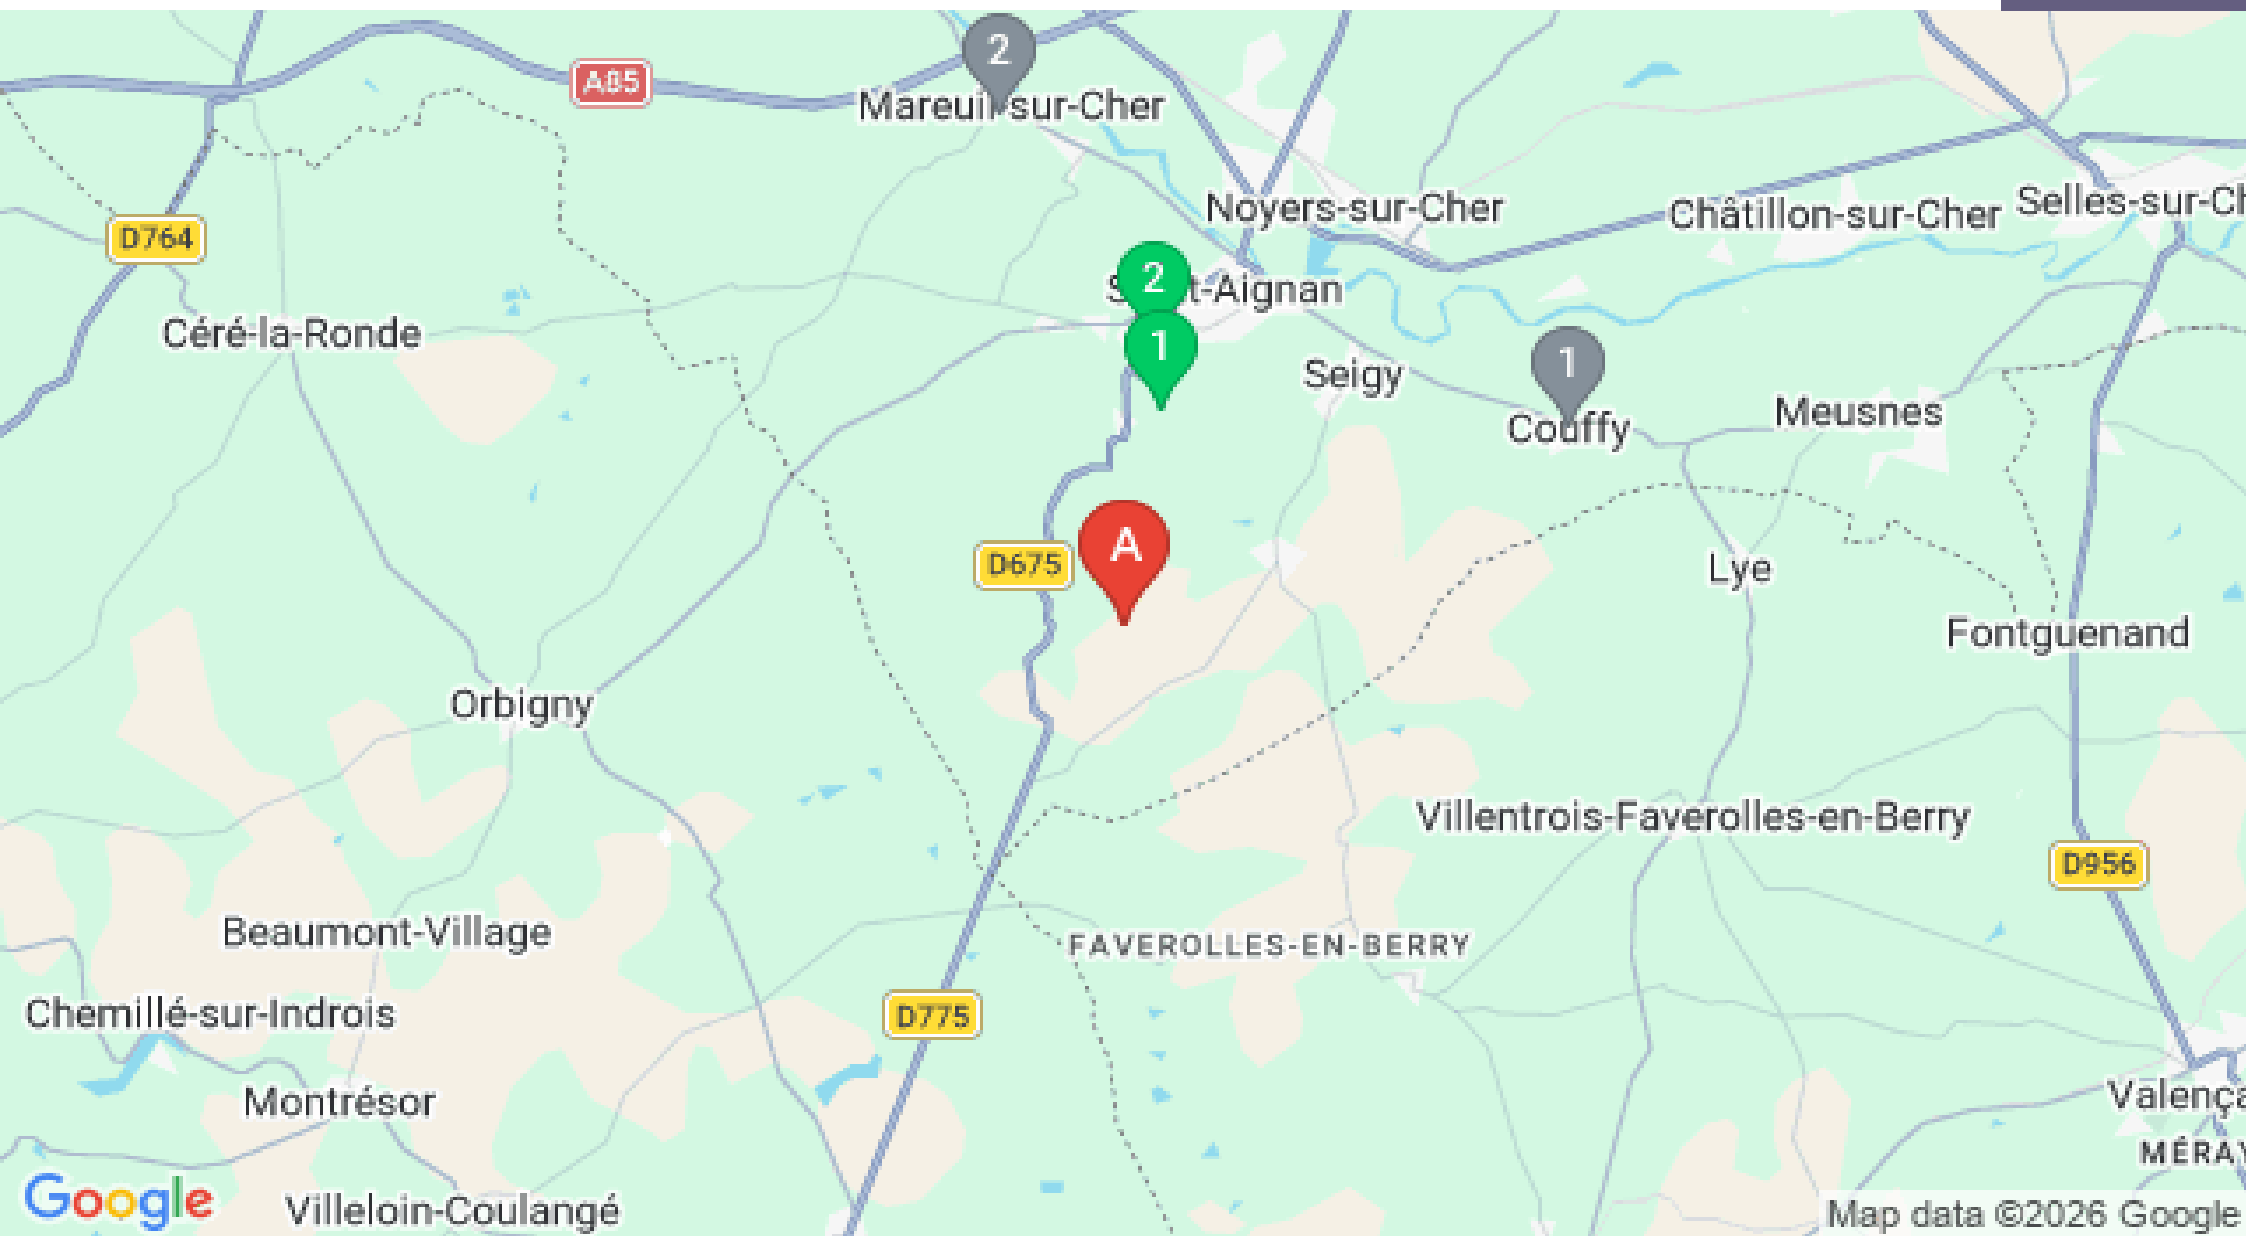 2
A85
Mareuil-sur-Cher
Noyers-sur-Cher
Châtillon-sur-Cher
Selles-sur-Ch
D764
2
t-Aignan
Céré-la-Ronde
1
Seigy
1
Couffy
Meusnes
A
D675
Lye
Fontguenand
Orbigny
Villentrois-Faverolles-en-Berry
D956
Beaumont-Village
FAVEROLLES-EN-BERRY
Chemillé-sur-Indrois
D775
Montrésor
Valença
MÉRAY
Google
Villeloin-Coulangé
Map data ©2026 Google